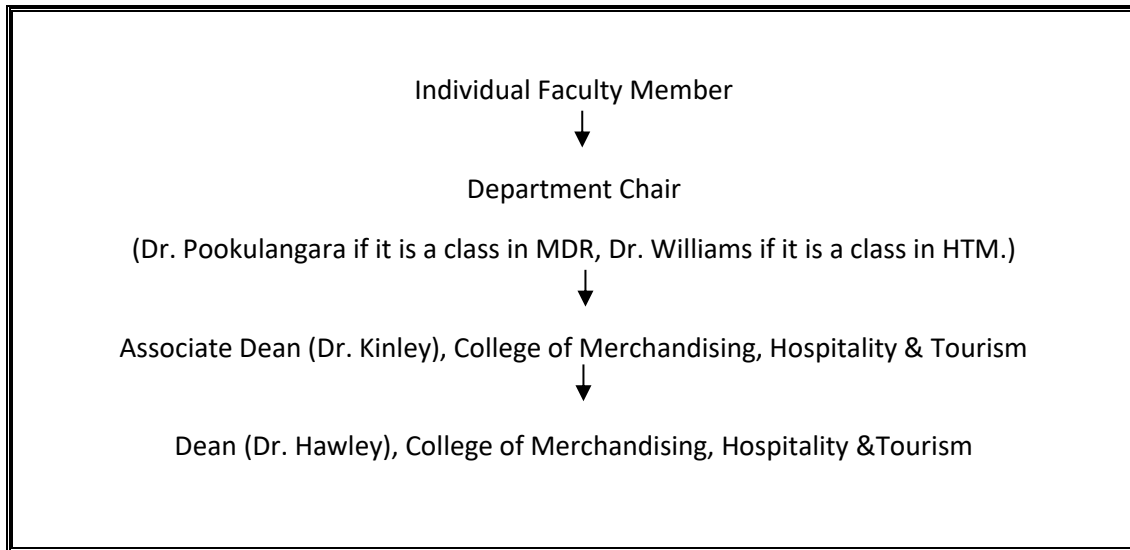 Individual Faculty Member
Department Chair
(Dr. Pookulangara if it is a class in MDR, Dr. Williams if it is a class in HTM.)
Associate Dean (Dr. Kinley), College of Merchandising, Hospitality & Tourism
Dean (Dr. Hawley), College of Merchandising, Hospitality &Tourism